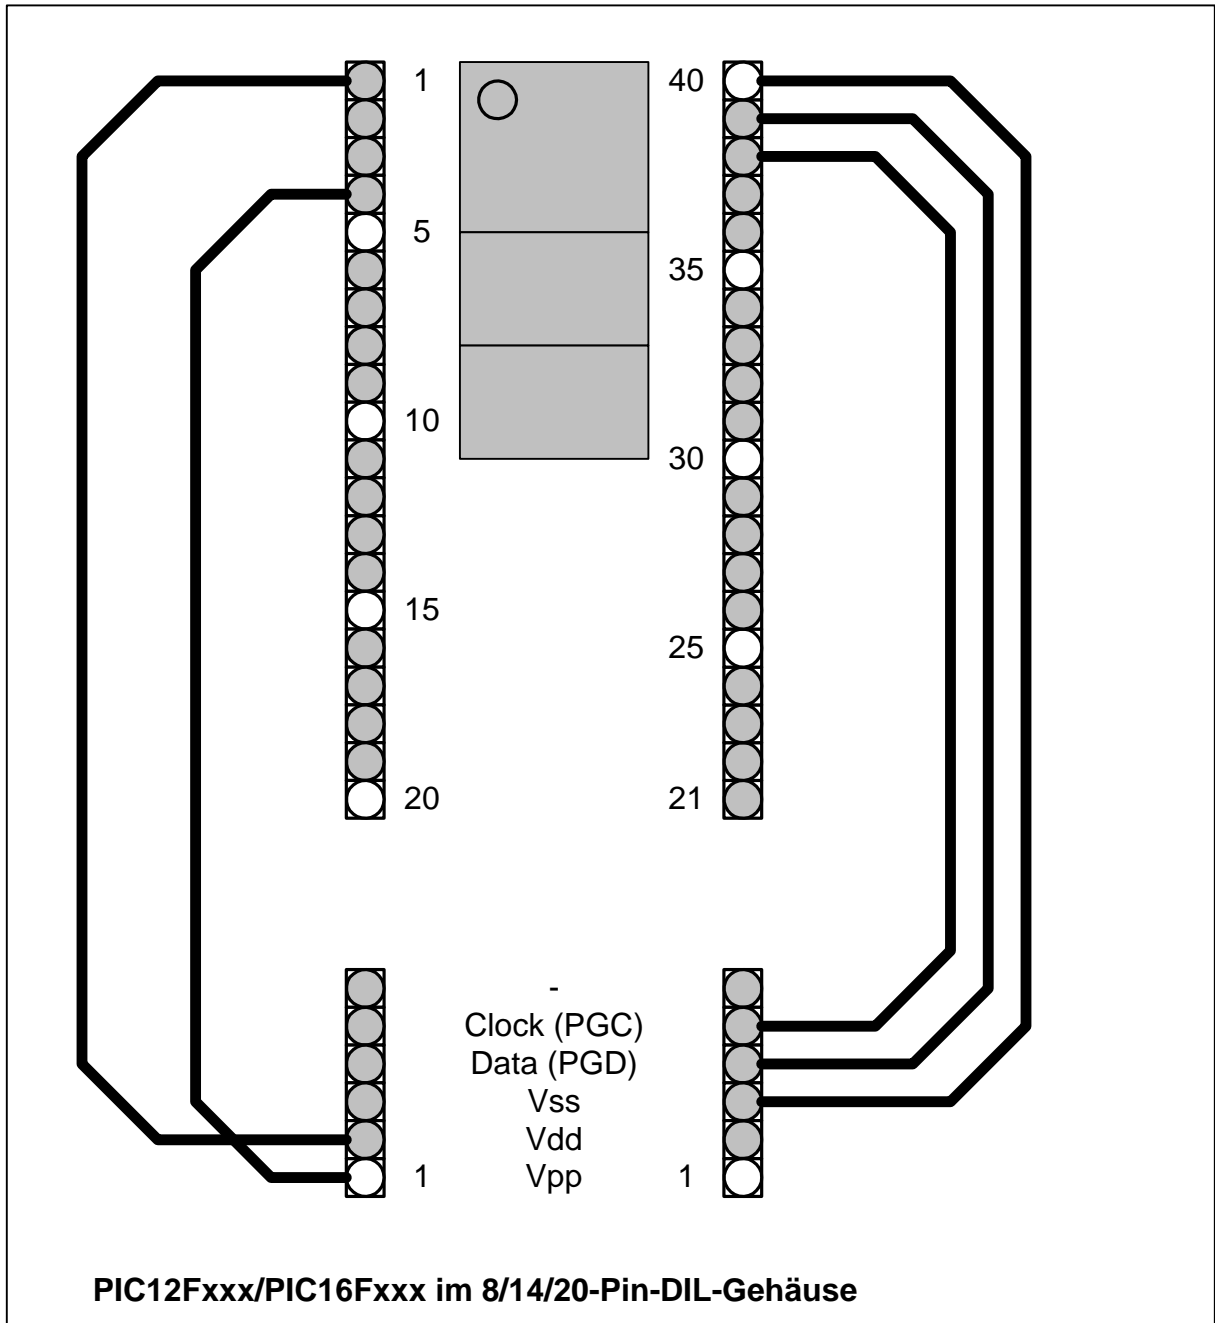 1 40
5
35
10
30
15
25
20 21
-
Clock (PGC)
Data (PGD)
Vss
Vdd
1 Vpp 1
PIC12Fxxx/PIC16Fxxx im 8/14/20-Pin-DIL-Gehäuse